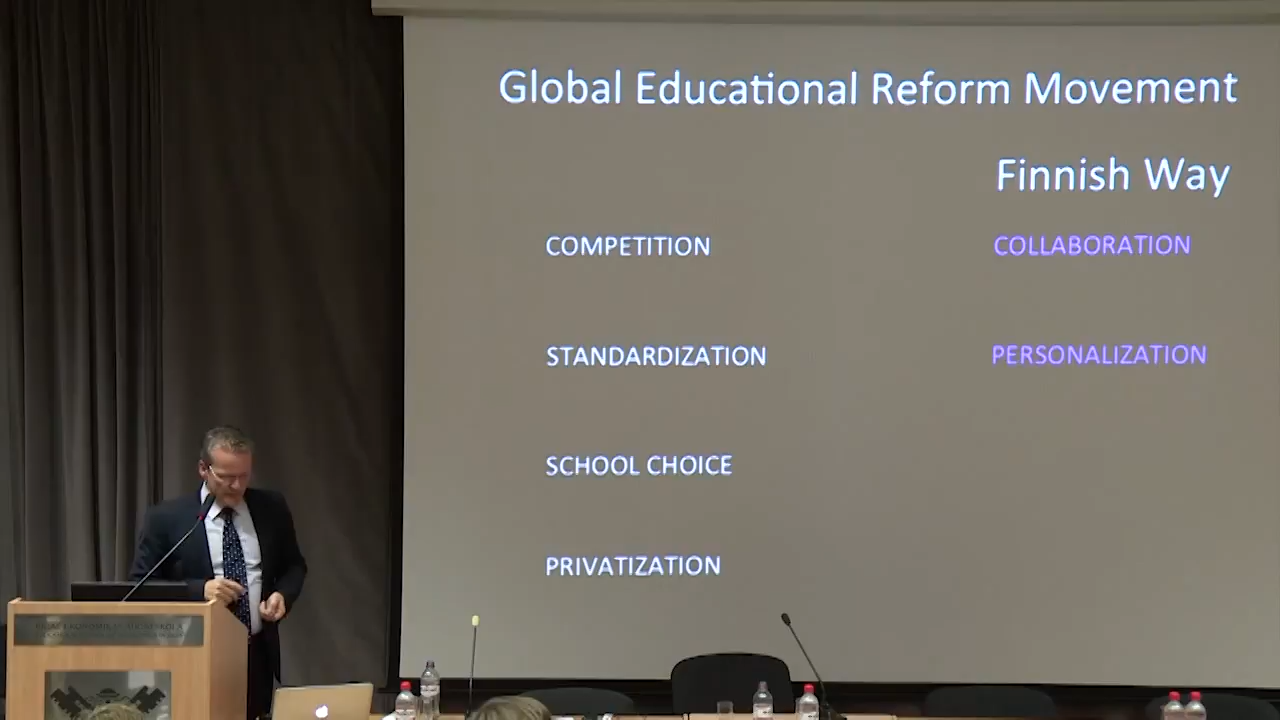 Global Educational Reform Movement
Finnish Way
COMPETITION
COLLABORATION
STANDARDIZATION
PERSONALIZATION
SCHOOL CHOICE
PRIVATIZATION